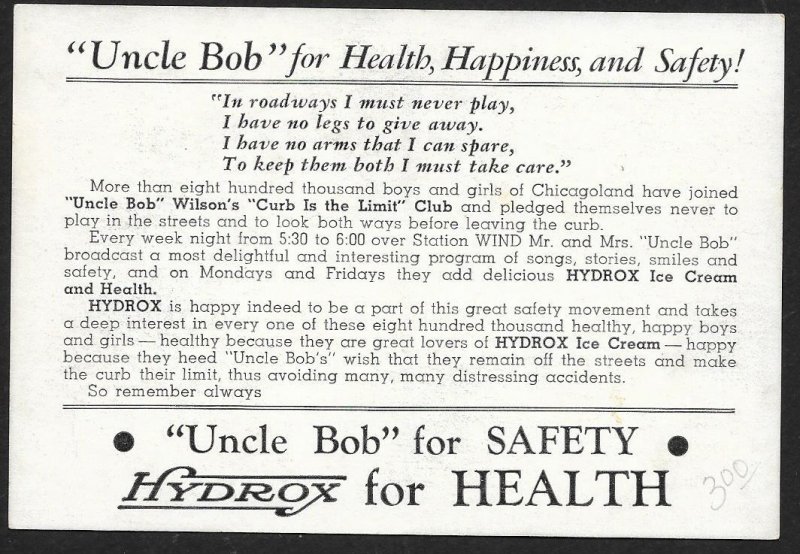 "Uncle Bob" for Health, Happiness, and Safety!
"In roadways I must never play,
I have no legs to give away.
I have no arms that I can spare,
To keep them both I must take care."
More than eight hundred thousand boys and girls of Chicagoland have joined
"Uncle Bob" Wilson's "Curb Is the Limit" Club and pledged themselves never to
play in the streets and to look both ways before leaving the curb.
Every week night from 5:30 to 6:00 over Station WIND Mr. and Mrs. "Uncle Bob"
broadcast a most delightful and interesting program of songs, stories, smiles and
safety, and on Mondays and Fridays they add delicious HYDROX Ice Cream
and Health.
HYDROX is happy indeed to be a part of this great safety movement and takes
a deep interest in every one of these eight hundred thousand healthy, happy boys
and girls — healthy because they are great lovers of HYDROX Ice Cream — happy
because they heed "Uncle Bob's" wish that they remain off the streets and make
the curb their limit, thus avoiding many, many distressing accidents.
So remember always
● "Uncle Bob" for SAFETY ●
HYDROX for HEALTH
300